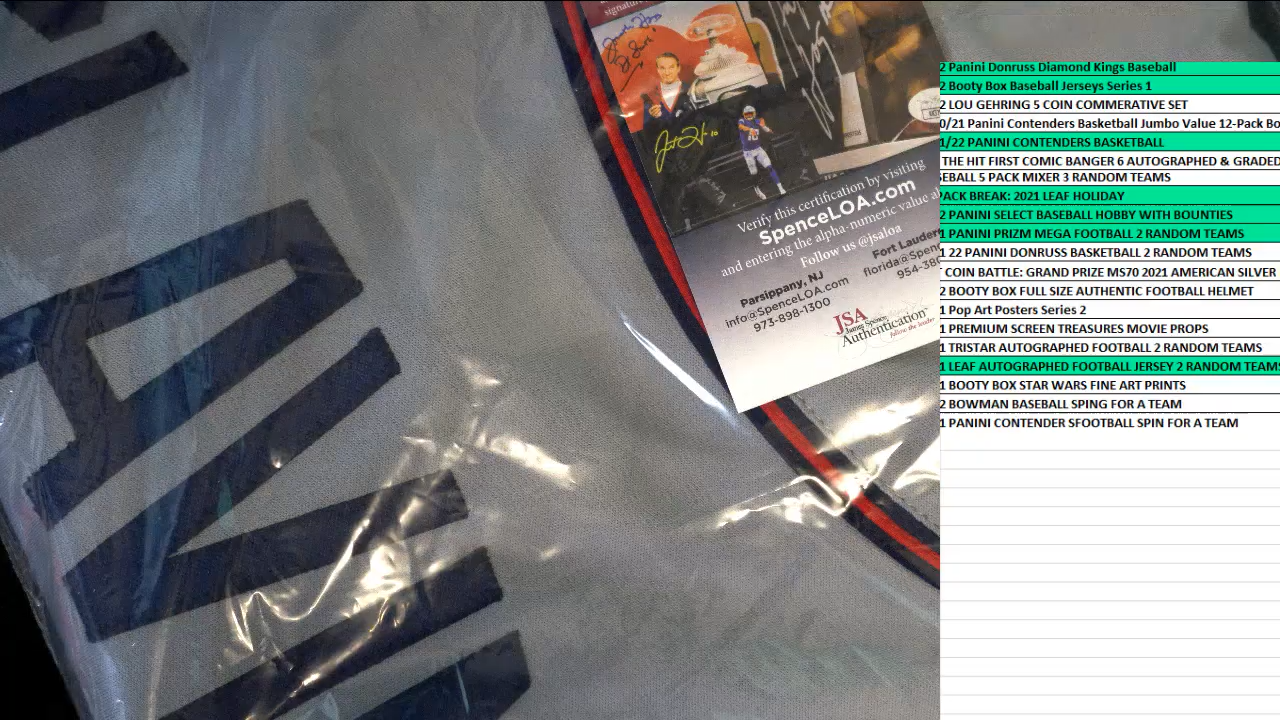 signature
Verify this certification by visiting
SpenceLOA.com
and entering the alpha-numeric value al
Follow us @jsaloa
Parsippany, NJ
info@SpenceLOA.com
973-898-1300
Fort Lauder
florida@Spen
954-380
JSA
James Spence
Authentication
follow the leader
2 Panini Donruss Diamond Kings Baseball
2 Booty Box Baseball Jerseys Series 1
2 LOU GEHRING 5 COIN COMMERATIVE SET
0/21 Panini Contenders Basketball Jumbo Value 12-Pack Bo
1/22 PANINI CONTENDERS BASKETBALL
THE HIT FIRST COMIC BANGER 6 AUTOGRAPHED & GRADED
EBALL 5 PACK MIXER 3 RANDOM TEAMS
PACK BREAK: 2021 LEAF HOLIDAY
2 PANINI SELECT BASEBALL HOBBY WITH BOUNTIES
1 PANINI PRIZM MEGA FOOTBALL 2 RANDOM TEAMS
1 22 PANINI DONRUSS BASKETBALL 2 RANDOM TEAMS
COIN BATTLE: GRAND PRIZE MS70 2021 AMERICAN SILVER
2 BOOTY BOX FULL SIZE AUTHENTIC FOOTBALL HELMET
1 Pop Art Posters Series 2
1 PREMIUM SCREEN TREASURES MOVIE PROPS
1 TRISTAR AUTOGRAPHED FOOTBALL 2 RANDOM TEAMS
1 LEAF AUTOGRAPHED FOOTBALL JERSEY 2 RANDOM TEAMS
1 BOOTY BOX STAR WARS FINE ART PRINTS
2 BOWMAN BASEBALL SPING FOR A TEAM
1 PANINI CONTENDER SFOOTBALL SPIN FOR A TEAM